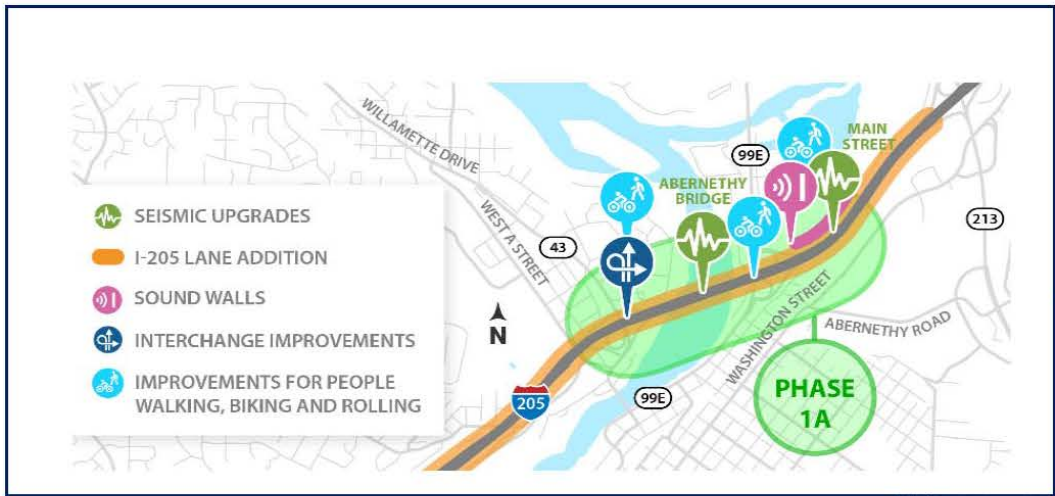 SEISMIC UPGRADES
I-205 LANE ADDITION
SOUND WALLS
INTERCHANGE IMPROVEMENTS
IMPROVEMENTS FOR PEOPLE
WALKING, BIKING AND ROLLING
WILLAMETTE DRIVE
WEST A STREET
43
N
205
ABERNETHY
BRIDGE
99E
MAIN
STREET
213
WASHINGTON STREET
ABERNETHY ROAD
99E
PHASE
1A